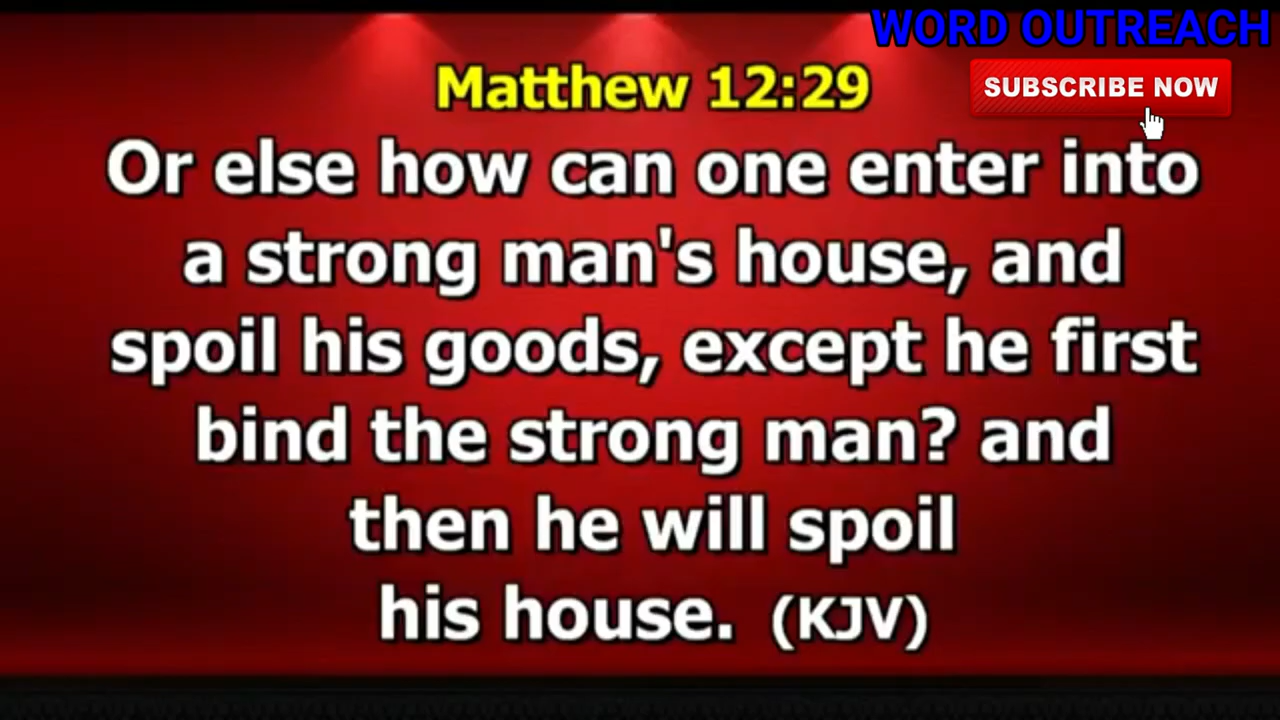 WORD OUTREACH
SUBSCRIBE NOW
Matthew 12:29
Or else how can one enter into
a strong man's house, and
spoil his goods, except he first
bind the strong man? and
then he will spoil
his house. (KJV)